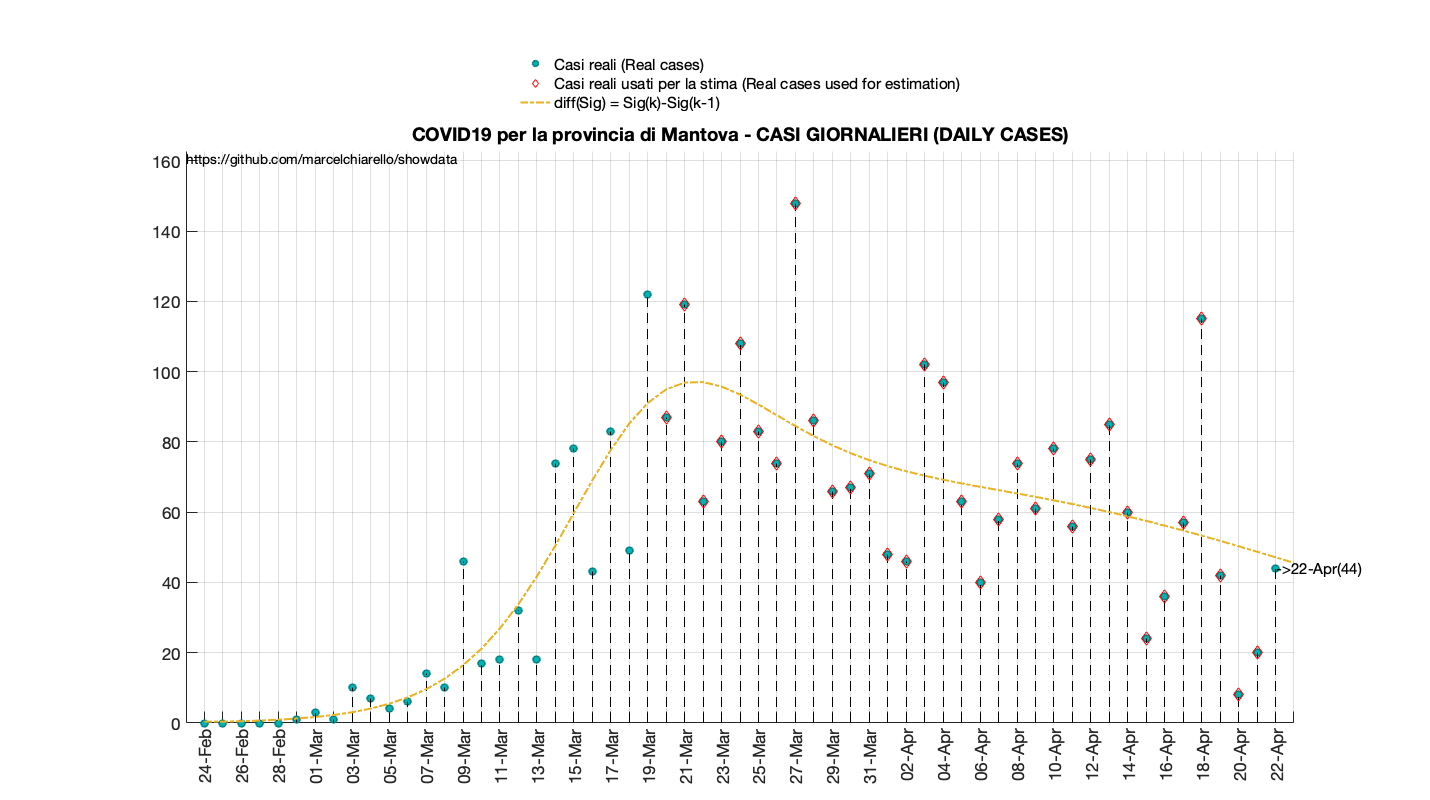 Casi reali (Real cases)
Casi reali usati per la stima (Real cases used for estimation)
diff(Sig) = Sig(k)-Sig(k-1)
COVID19 per la provincia di Mantova - CASI GIORNALIERI (DAILY CASES)
https://github.com/marcelchiarello/showdata
160
140
120
100
80
60
40
20
0
->22-Apr(44)
24-Feb
26-Feb
28-Feb
01-Mar
03-Mar
05-Mar
07-Mar
09-Mar
11-Mar
13-Mar
15-Mar
17-Mar
19-Mar
21-Mar
23-Mar
25-Mar
27-Mar
29-Mar
31-Mar
02-Apr
04-Apr
06-Apr
08-Apr
10-Apr
12-Apr
14-Apr
16-Apr
18-Apr
20-Apr
22-Apr